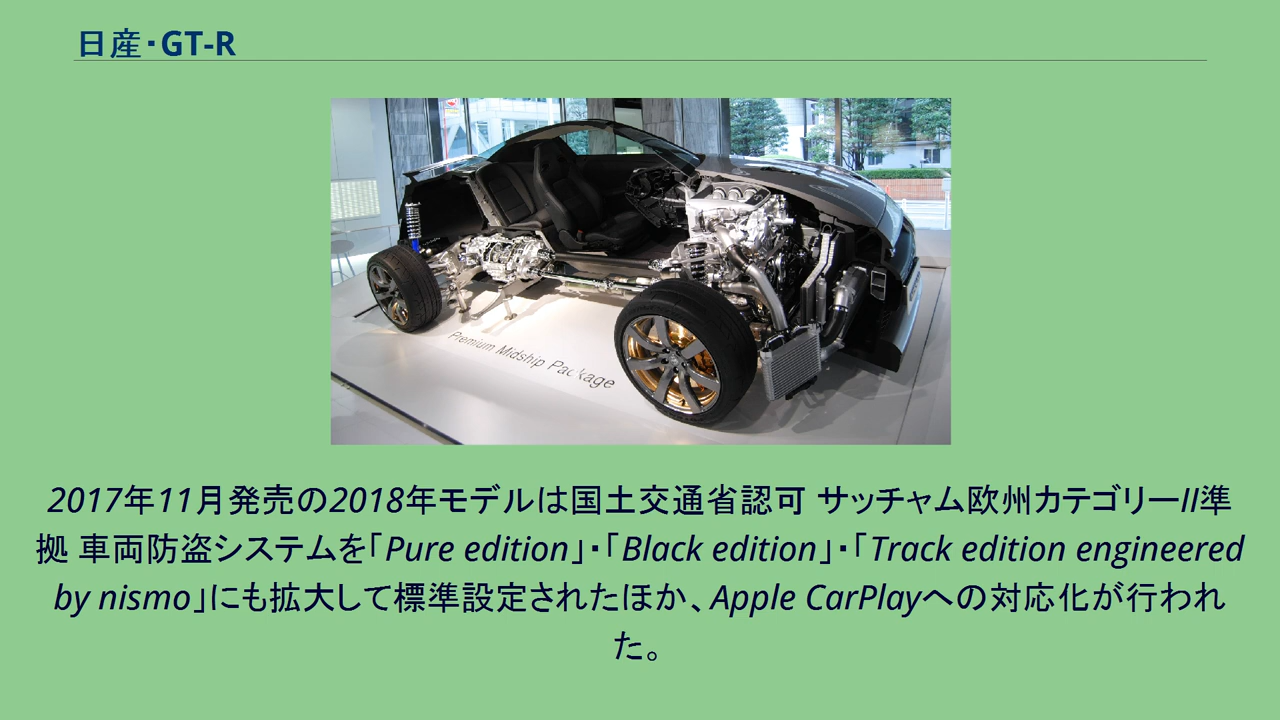 日産・GT-R
Premium Midship Package
2017年11月発売の2018年モデルは国土交通省認可 サッチャム欧州カテゴリーII準
拠 車両防盗システムを「Pure edition」・「Black edition」・「Track edition engineered
by nismo」にも拡大して標準設定されたほか、Apple CarPlayへの対応化が行われ
た。